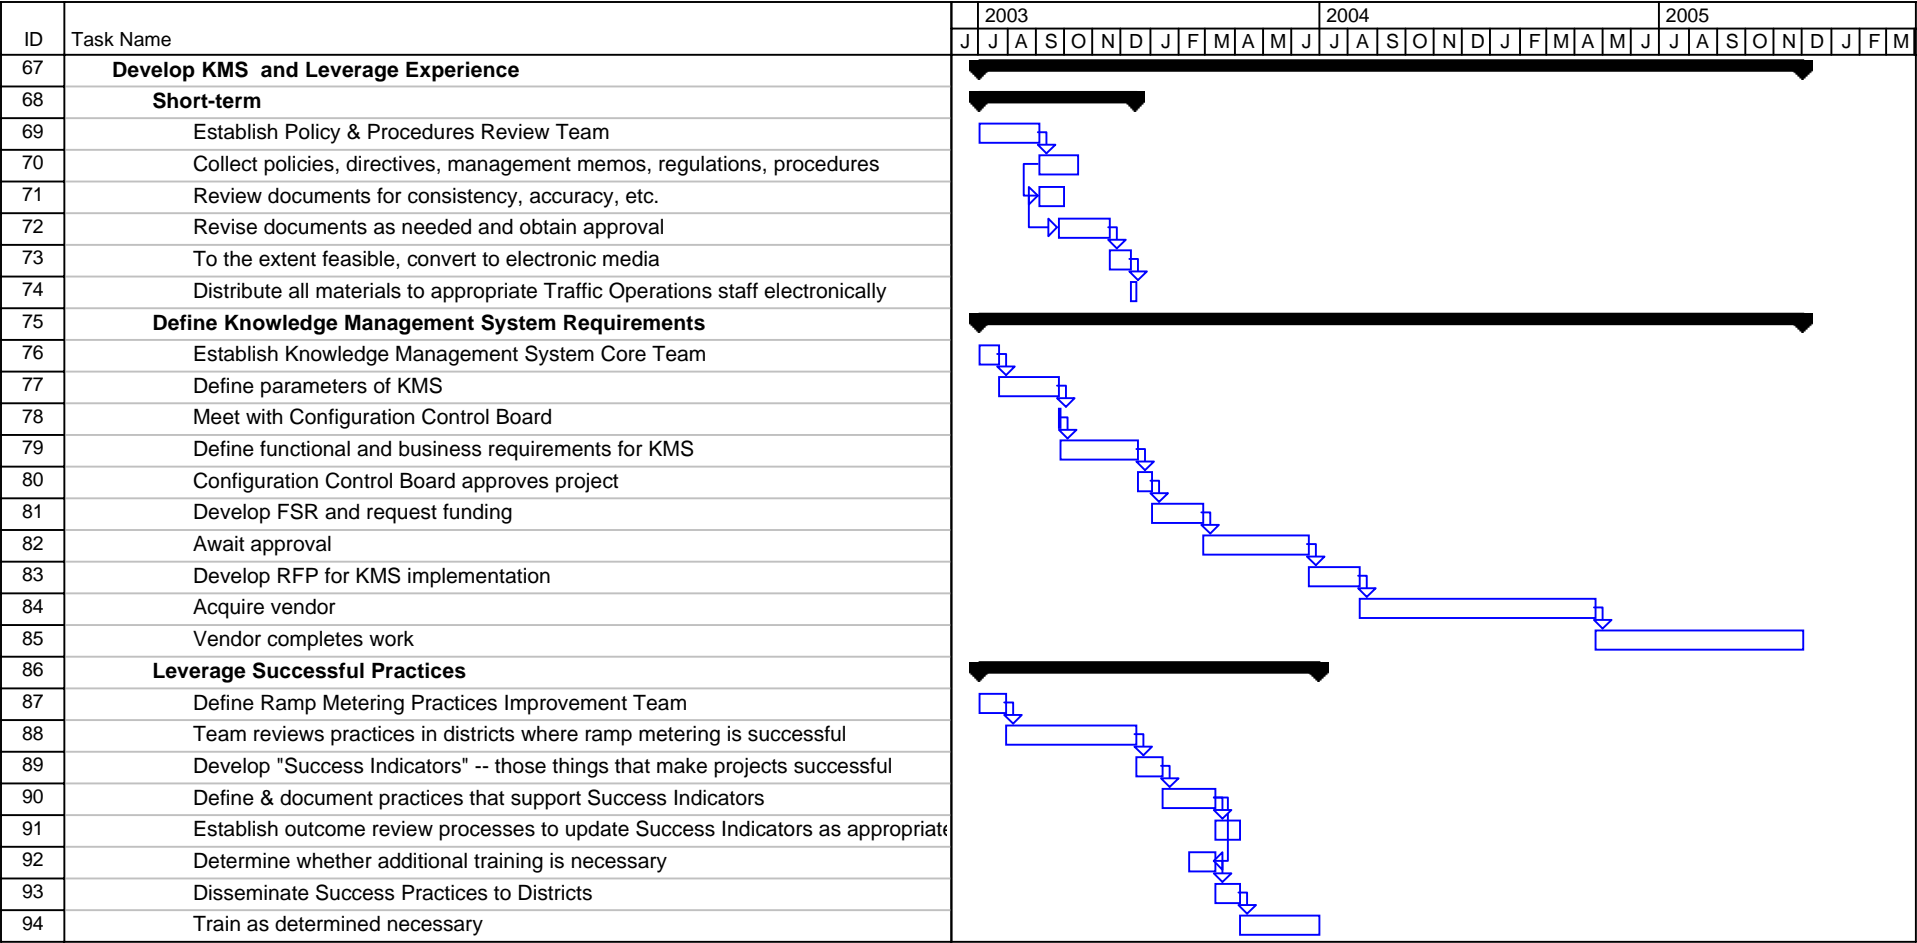 2003 2004 2005
ID Task Name J J A S O N D J F M A M J J A S O N D J F M A M J J A S O N D J F M
67 Develop KMS and Leverage Experience
68 Short-term
69 Establish Policy & Procedures Review Team
70 Collect policies, directives, management memos, regulations, procedures
71 Review documents for consistency, accuracy, etc.
72 Revise documents as needed and obtain approval
73 To the extent feasible, convert to electronic media
74 Distribute all materials to appropriate Traffic Operations staff electronically
75 Define Knowledge Management System Requirements
76 Establish Knowledge Management System Core Team
77 Define parameters of KMS
78 Meet with Configuration Control Board
79 Define functional and business requirements for KMS
80 Configuration Control Board approves project
81 Develop FSR and request funding
82 Await approval
83 Develop RFP for KMS implementation
84 Acquire vendor
85 Vendor completes work
86 Leverage Successful Practices
87 Define Ramp Metering Practices Improvement Team
88 Team reviews practices in districts where ramp metering is successful
89 Develop "Success Indicators" -- those things that make projects successful
90 Define & document practices that support Success Indicators
91 Establish outcome review processes to update Success Indicators as appropriate
92 Determine whether additional training is necessary
93 Disseminate Success Practices to Districts
94 Train as determined necessary